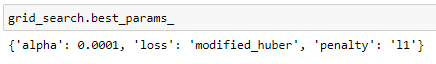 grid_search.best_params_
{'alpha': 0.0001, 'loss': 'modified_huber', 'penalty': 'l1'}